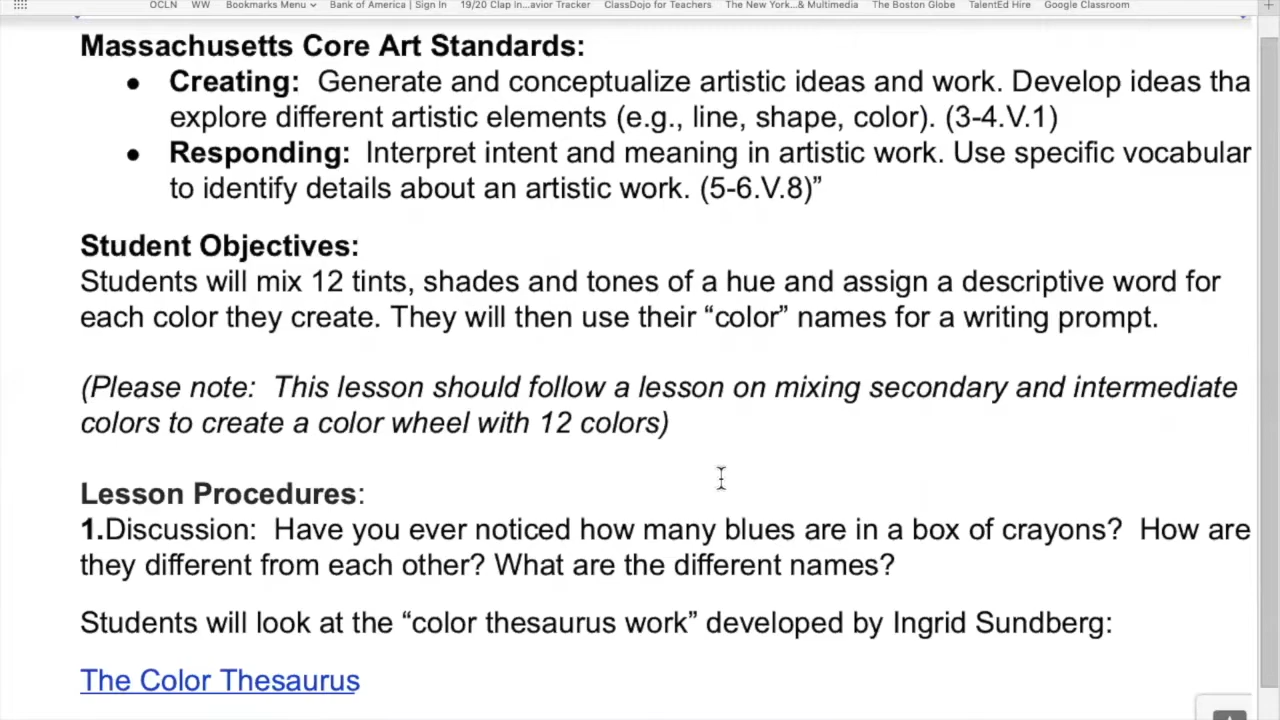 OCLN WW Bookmarks Menu Bank of America | Sign In 19/20 Clap In...avior Tracker ClassDojo for Teachers The New York...& Multimedia The Boston Globe TalentEd Hire Google Classroom
Massachusetts Core Art Standards:
● Creating: Generate and conceptualize artistic ideas and work. Develop ideas tha
explore different artistic elements (e.g., line, shape, color). (3-4.V.1)
● Responding: Interpret intent and meaning in artistic work. Use specific vocabular
to identify details about an artistic work. (5-6.V.8)”
Student Objectives:
Students will mix 12 tints, shades and tones of a hue and assign a descriptive word for
each color they create. They will then use their “color” names for a writing prompt.
(Please note: This lesson should follow a lesson on mixing secondary and intermediate
colors to create a color wheel with 12 colors)
Lesson Procedures:
1.Discussion: Have you ever noticed how many blues are in a box of crayons? How are
they different from each other? What are the different names?
Students will look at the “color thesaurus work” developed by Ingrid Sundberg:
The Color Thesaurus